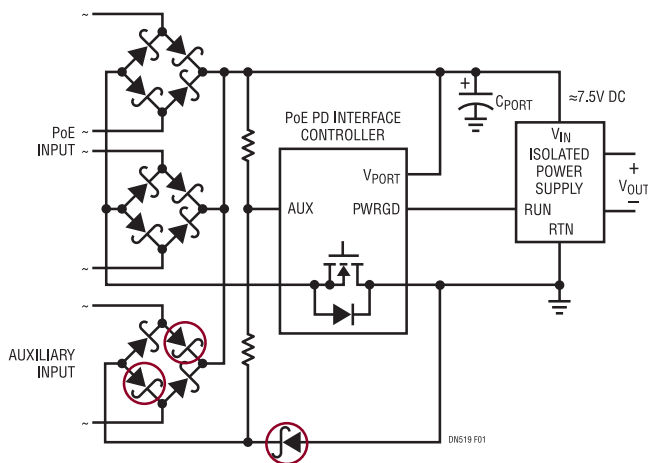 ~
~
PoE
INPUT
~
~
~
AUXILIARY
INPUT
~
PoE PD INTERFACE
CONTROLLER
VPORT
AUX
PWRGD
+
CPORT
≈7.5V DC
VIN
ISOLATED
POWER
SUPPLY
RUN
RTN
+
VOUT
−
DN519 F01